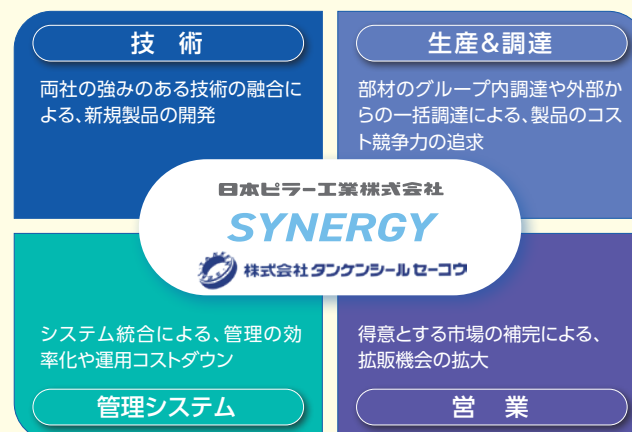 技 術
両社の強みのある技術の融合に
よる、新規製品の開発
生産&調達
部材のグループ内調達や外部か
らの一括調達による、製品のコス
ト競争力の追求
日本ピラー工業株式会社
SYNERGY
株式会社タンケンシールセーコウ
システム統合による、管理の効
率化や運用コストダウン
管理システム
得意とする市場の補完による、
拡販機会の拡大
営 業